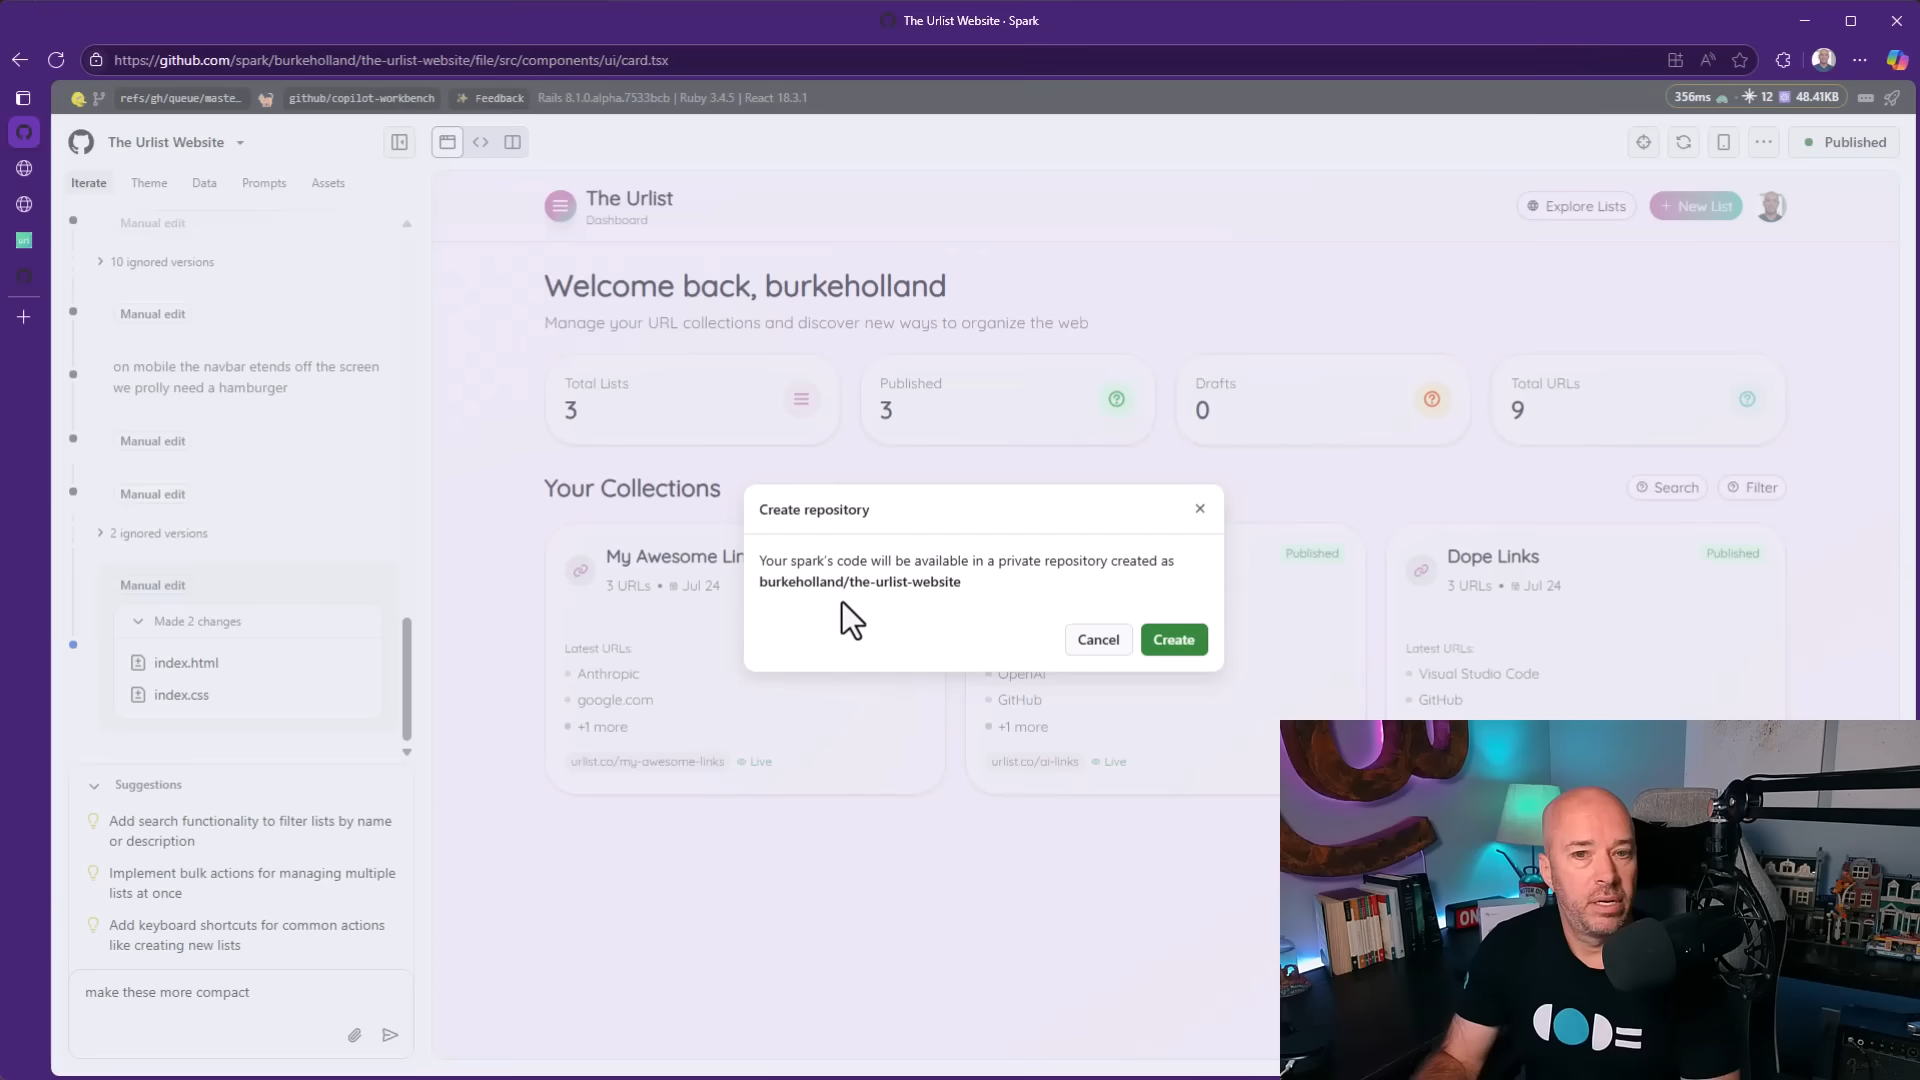 The Urlist Website · Spark
https://github.com/spark/burkeholland/the-urlist-website/file/src/components/ui/card.tsx
refs/gh/queue/maste...
github/copilot-workbench
Feedback
Rails 8.1.0.alpha.7533bcb | Ruby 3.4.5 | React 18.3.1
356ms
12
48.41KB
The Urlist Website
Published
Iterate
Theme
Data
Prompts
Assets
Manual edit
10 ignored versions
Manual edit
on mobile the navbar etends off the screen
we prolly need a hamburger
Manual edit
Manual edit
2 ignored versions
Manual edit
Made 2 changes
index.html
index.css
Suggestions
Add search functionality to filter lists by name
or description
Implement bulk actions for managing multiple
lists at once
Add keyboard shortcuts for common actions
like creating new lists
make these more compact
The Urlist
Dashboard
Explore Lists
+ New List
Welcome back, burkeholland
Manage your URL collections and discover new ways to organize the web
Total Lists
3
Published
3
Drafts
0
Total URLs
9
Your Collections
Search
Filter
My Awesome Lin
3 URLs • Jul 24
Latest URLs:
Anthropic
google.com
+1 more
urlist.co/my-awesome-links
Live
Published
OpenAI
GitHub
+1 more
urlist.co/ai-links
Live
Dope Links
Published
3 URLs • Jul 24
Latest URLs:
Visual Studio Code
GitHub
Create repository
Your spark's code will be available in a private repository created as
burkeholland/the-urlist-website
Cancel
Create
ON